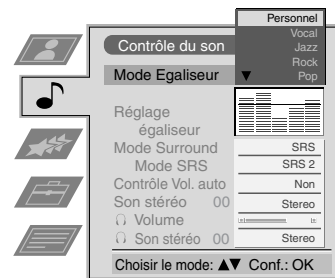 Personnel
Vocal
Contrôle du son
Jazz
Rock
Mode Egaliseur
▼ Pop
Réglage
égaliseur
Mode Surround SRS
Mode SRS SRS 2
Contrôle Vol. auto Non
Son stéréo 00 Stereo
Volume
Son stéréo 00 Stereo
Choisir le mode: ▲▼ Conf.: OK